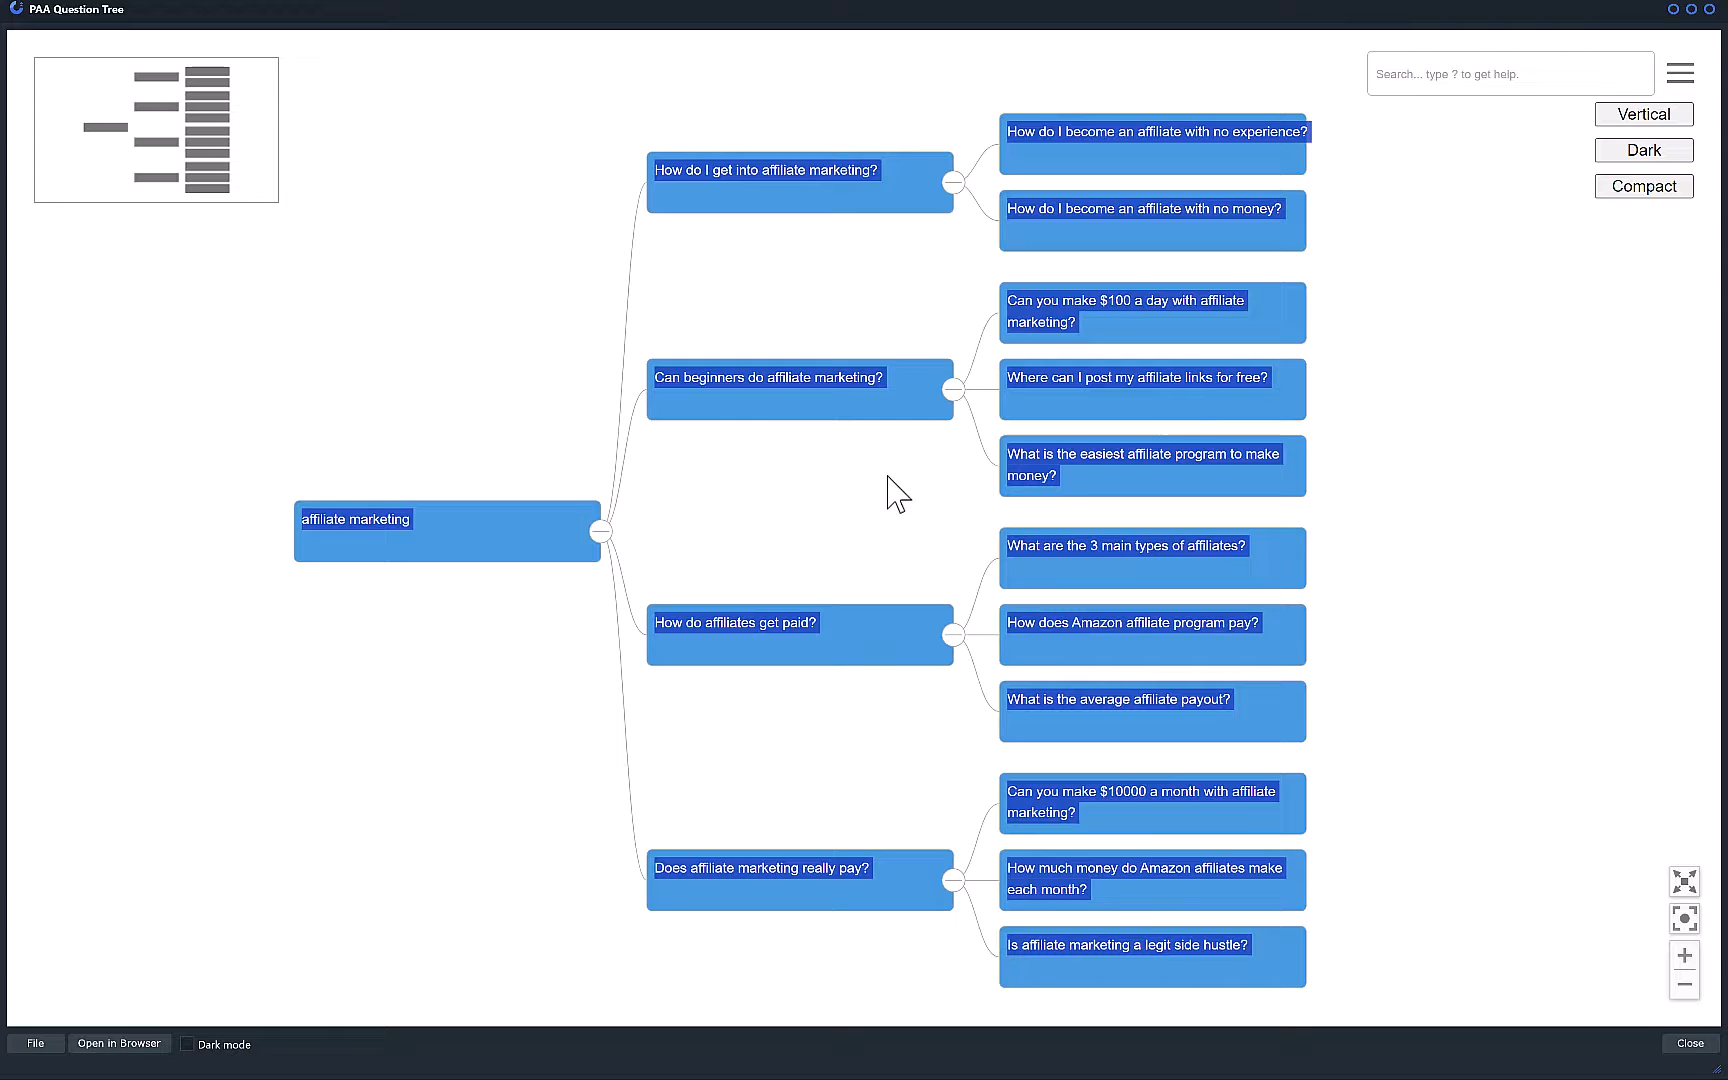 PAA Question Tree
Search... type ? to get help.
Vertical
Dark
Compact
affiliate marketing
How do I get into affiliate marketing?
How do I become an affiliate with no experience?
How do I become an affiliate with no money?
Can beginners do affiliate marketing?
Can you make $100 a day with affiliate
marketing?
Where can I post my affiliate links for free?
What is the easiest affiliate program to make
money?
How do affiliates get paid?
What are the 3 main types of affiliates?
How does Amazon affiliate program pay?
What is the average affiliate payout?
Does affiliate marketing really pay?
Can you make $10000 a month with affiliate
marketing?
How much money do Amazon affiliates make
each month?
Is affiliate marketing a legit side hustle?
File
Open in Browser
Dark mode
Close